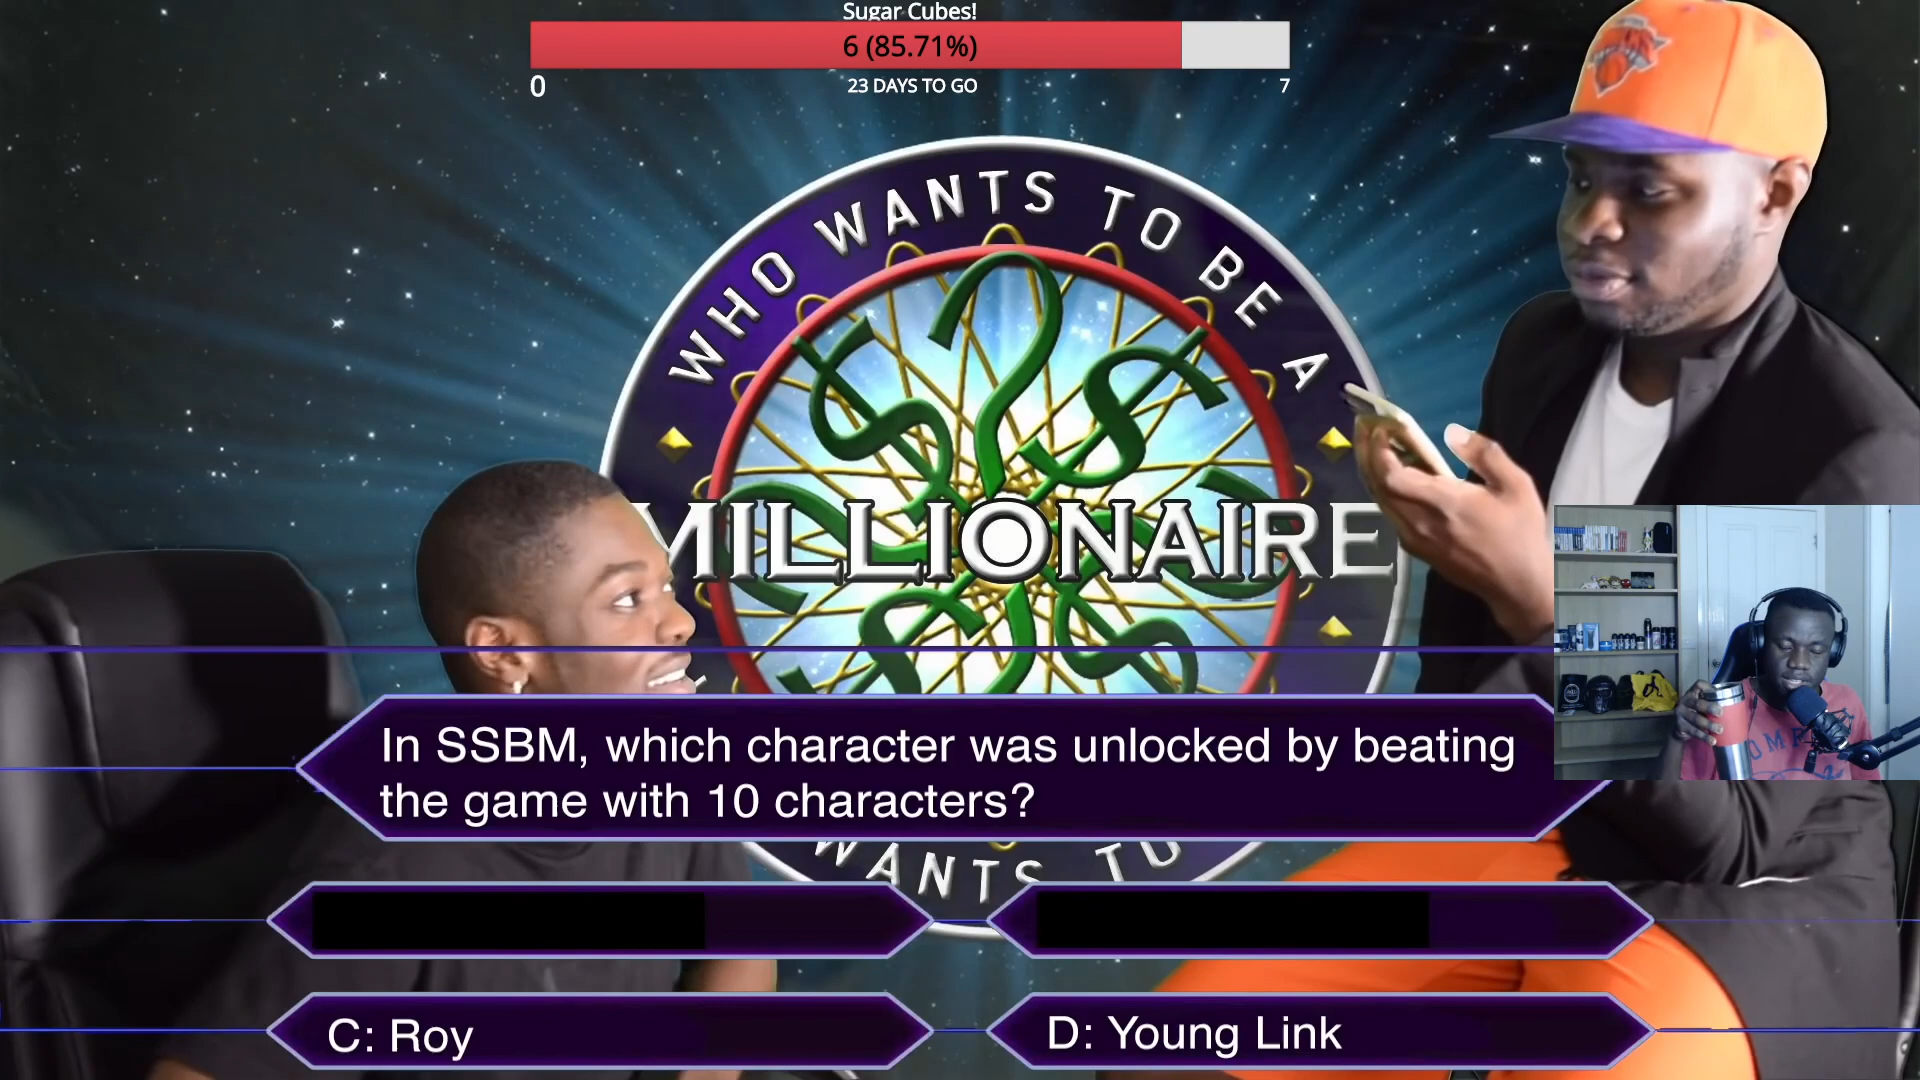 Sugar Cubes!
6 (85.71%)
0
23 DAYS TO GO
7
WHO WANTS TO BE A
MILLIONAIRE
In SSBM, which character was unlocked by beating
the game with 10 characters?
WANTS TO
C: Roy
D: Young Link